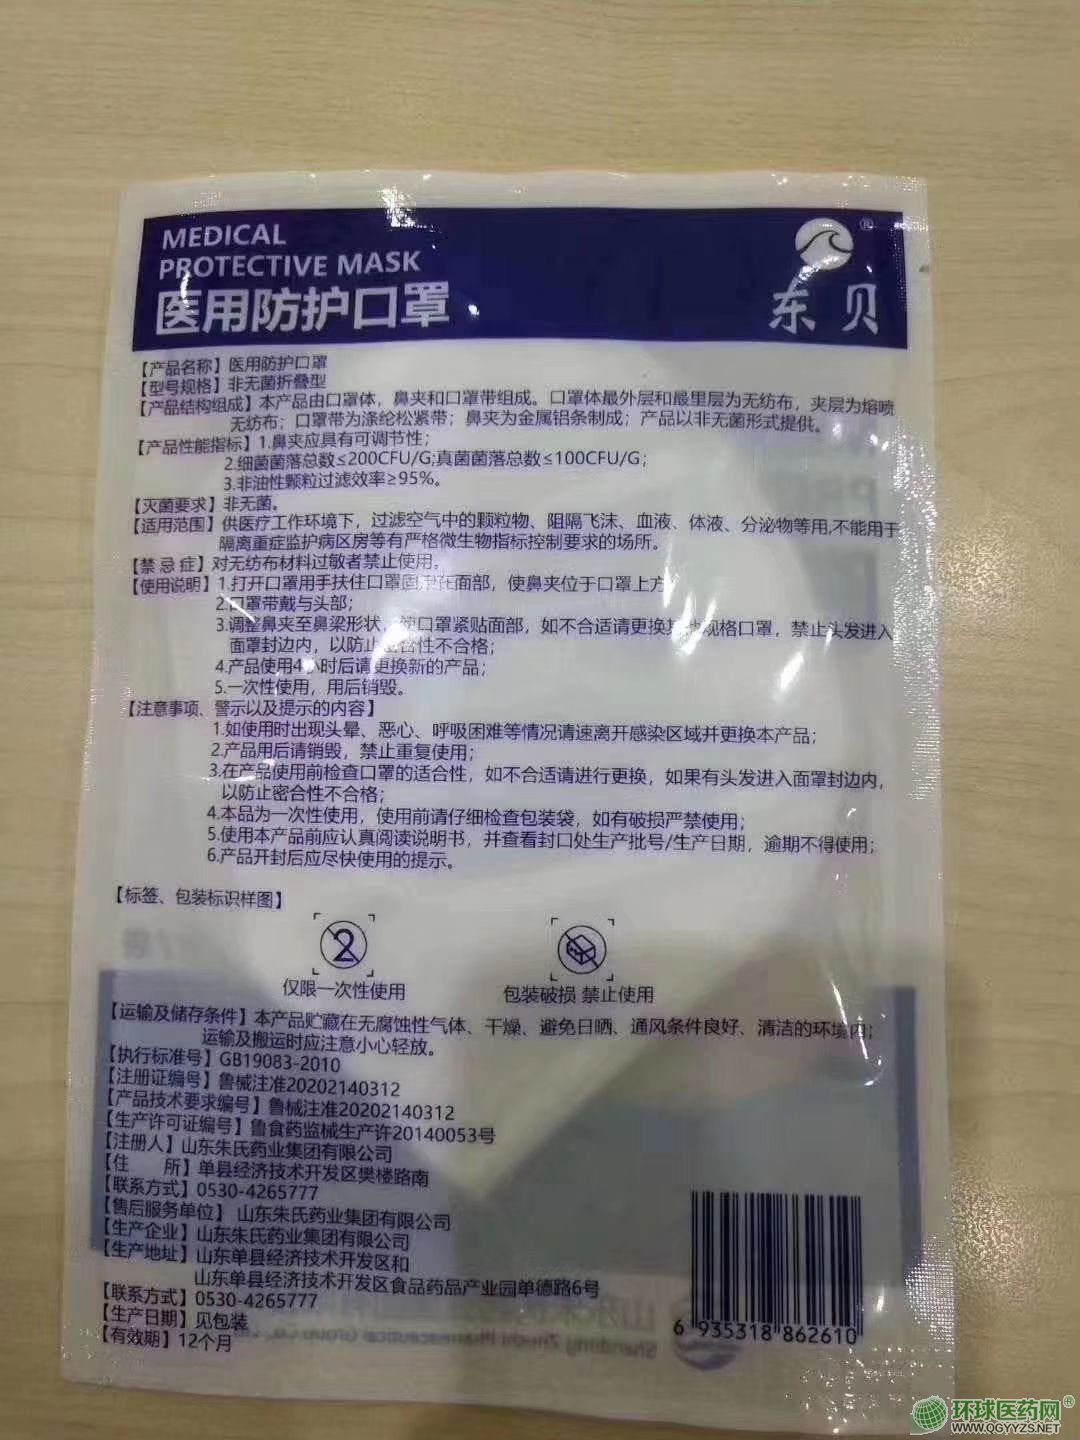 MEDICAL
PROTECTIVE MASK
医用防护口罩
®
东贝
【产品名称】医用防护口罩
【型号规格】非无菌折叠型
【产品结构组成】本产品由口罩体，鼻夹和口罩带组成。口罩体最外层和最里层为无纺布，夹层为熔喷
无纺布；口罩带为涤纶松紧带；鼻夹为金属铝条制成；产品以非无菌形式提供。
【产品性能指标】1.鼻夹应具有可调节性；
2.细菌菌落总数≤200CFU/G;真菌菌落总数≤100CFU/G；
3.非油性颗粒过滤效率≥95%。
【灭菌要求】非无菌。
【适用范围】供医疗工作环境下，过滤空气中的颗粒物、阻隔飞沫、血液、体液、分泌物等用,不能用于
隔离重症监护病区房等有严格微生物指标控制要求的场所。
【禁忌症】对无纺布材料过敏者禁止使用。
【使用说明】1.打开口罩用手扶住口罩固定在面部，使鼻夹位于口罩上方
2.口罩带戴与头部；
3.调整鼻夹至鼻梁形状，使口罩紧贴面部，如不合适请更换其他规格口罩，禁止头发进入
面罩封边内，以防止密合性不合格；
4.产品使用4小时后请更换新的产品；
5.一次性使用，用后销毁。
【注意事项、警示以及提示的内容】
1.如使用时出现头晕、恶心、呼吸困难等情况请速离开感染区域并更换本产品；
2.产品用后请销毁，禁止重复使用；
3.在产品使用前检查口罩的适合性，如不合适请进行更换，如果有头发进入面罩封边内，
以防止密合性不合格；
4.本品为一次性使用，使用前请仔细检查包装袋，如有破损严禁使用；
5.使用本产品前应认真阅读说明书，并查看封口处生产批号/生产日期，逾期不得使用；
6.产品开封后应尽快使用的提示。
【标签、包装标识样图】
2
仅限一次性使用 包装破损 禁止使用
【运输及储存条件】本产品贮藏在无腐蚀性气体、干燥、避免日晒、通风条件良好、清洁的环境内；
运输及搬运时应注意小心轻放。
【执行标准号】GB19083-2010
【注册证编号】鲁械注准20202140312
【产品技术要求编号】鲁械注准20202140312
【生产许可证编号】鲁食药监械生产许20140053号
【注册人】山东朱氏药业集团有限公司
【住 所】单县经济技术开发区樊楼路南
【联系方式】0530-4265777
【售后服务单位】 山东朱氏药业集团有限公司
【生产企业】山东朱氏药业集团有限公司
【生产地址】山东单县经济技术开发区和
山东单县经济技术开发区食品药品产业园单德路6号
【联系方式】0530-4265777
【生产日期】见包装
【有效期】12个月
6 935318 862610
环球医药网®
WWW.QGYYZS.NET